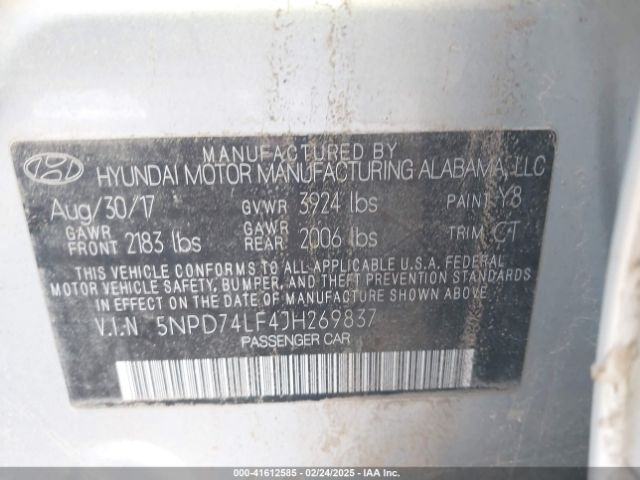 MANUFACTURED BY
HYUNDAI MOTOR MANUFACTURING ALABAMA, LLC
Aug/30/17 GVWR 3924 lbs PAINT Y8
GAWR FRONT 2183 lbs GAWR REAR 2006 lbs TRIM CT
THIS VEHICLE CONFORMS TO ALL APPLICABLE U.S.A. FEDERAL
MOTOR VEHICLE SAFETY, BUMPER, AND THEFT PREVENTION STANDARDS
IN EFFECT ON THE DATE OF MANUFACTURE SHOWN ABOVE.
V.I.N 5NPD74LF4JH269837
PASSENGER CAR
000-41612585 - 02/24/2025 - IAA Inc.